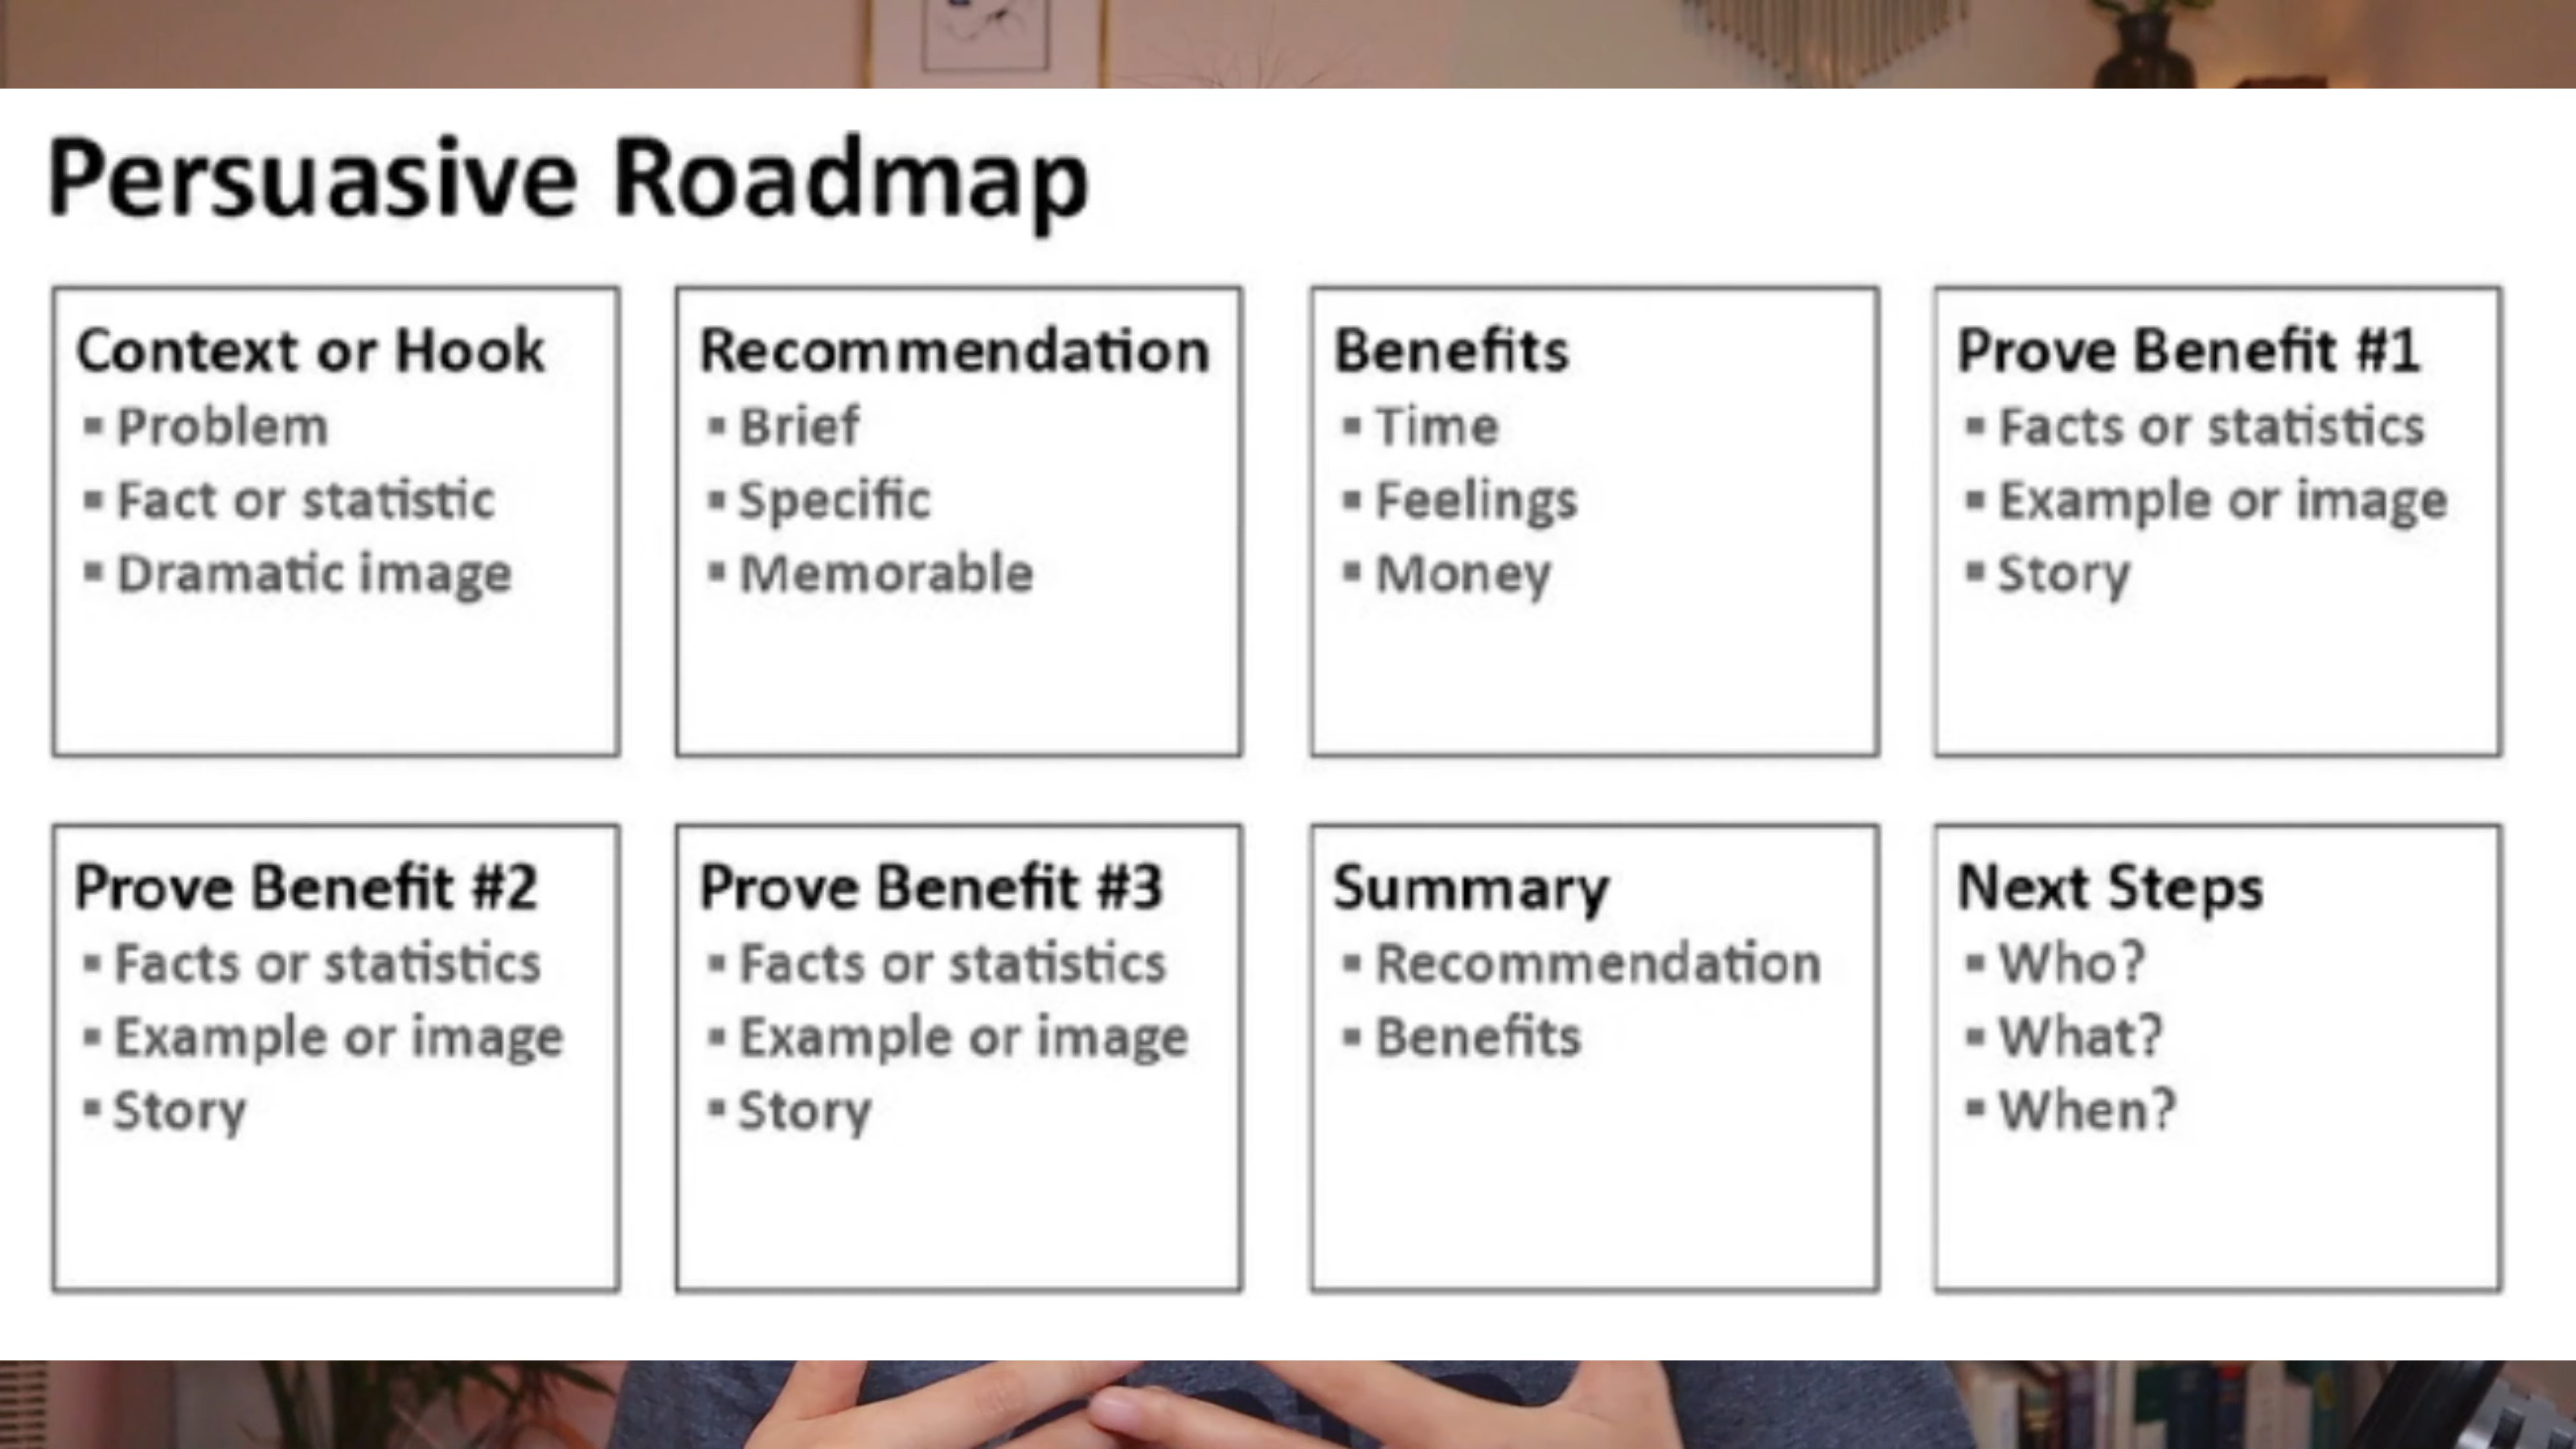 Persuasive Roadmap
Context or Hook
▪ Problem
▪ Fact or statistic
▪ Dramatic image
Recommendation
▪ Brief
▪ Specific
▪ Memorable
Benefits
▪ Time
▪ Feelings
▪ Money
Prove Benefit #1
▪ Facts or statistics
▪ Example or image
▪ Story
Prove Benefit #2
▪ Facts or statistics
▪ Example or image
▪ Story
Prove Benefit #3
▪ Facts or statistics
▪ Example or image
▪ Story
Summary
▪ Recommendation
▪ Benefits
Next Steps
▪ Who?
▪ What?
▪ When?